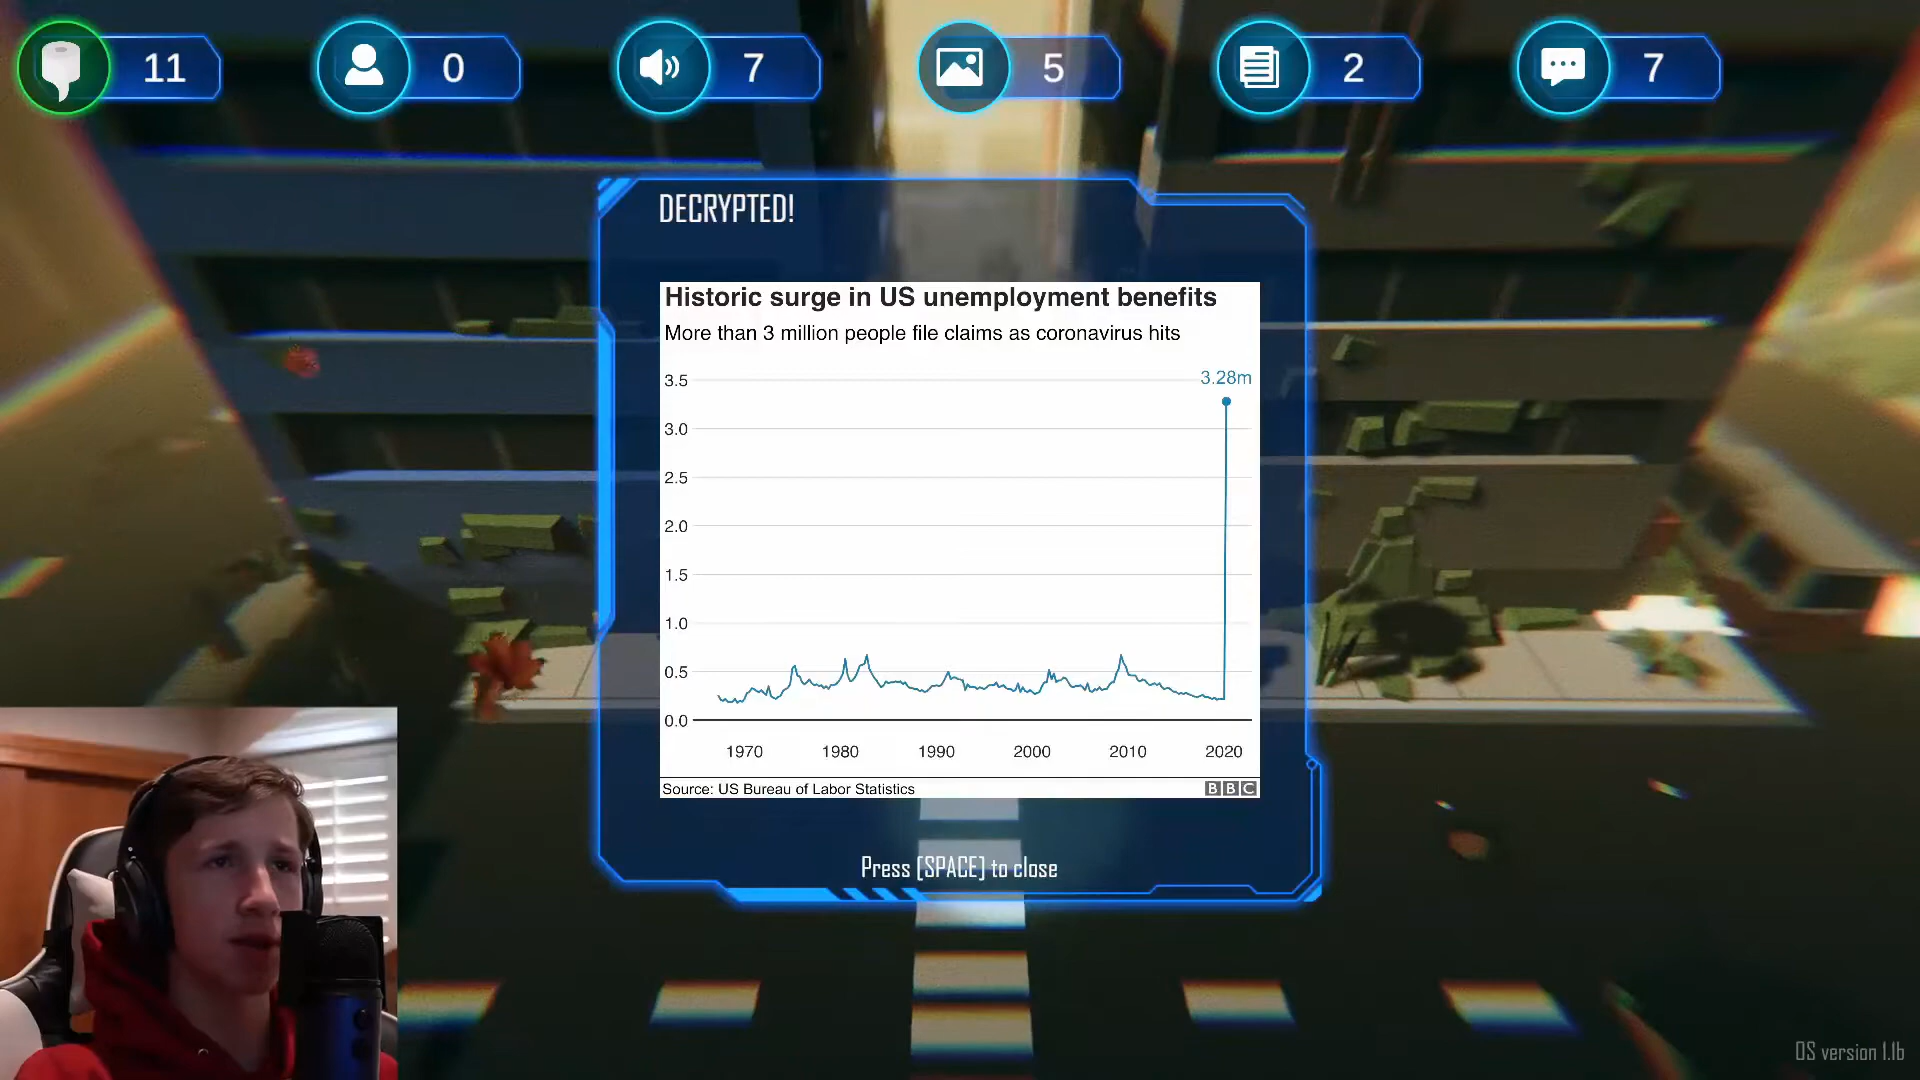 11
0
7
5
2
7
DECRYPTED!
Historic surge in US unemployment benefits
More than 3 million people file claims as coronavirus hits
3.28m
3.5
3.0
2.5
2.0
1.5
1.0
0.5
0.0
1970 1980 1990 2000 2010 2020
Source: US Bureau of Labor Statistics BBC
Press [SPACE] to close
OS version 1.1b